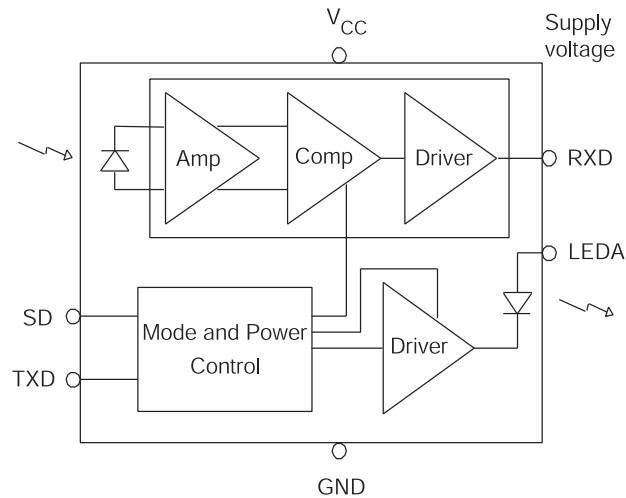 VCC
Supply
voltage
Amp
Comp
Driver
RXD
LEDA
SD
Mode and Power
Control
Driver
TXD
GND